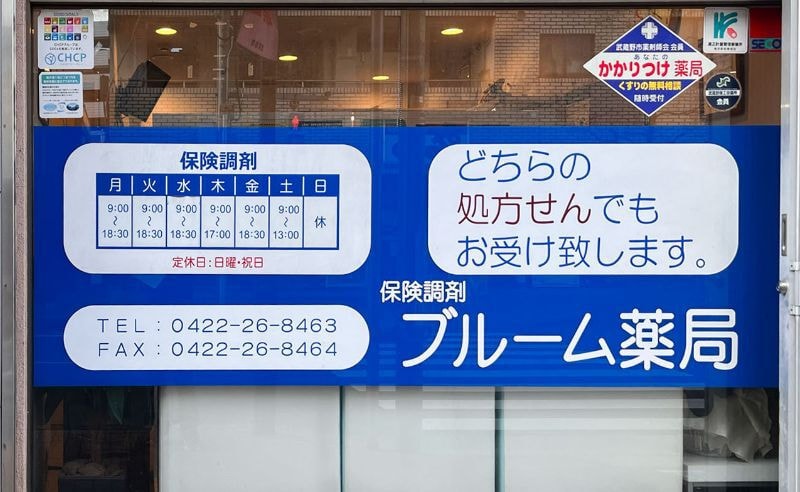 CHCP
武蔵野市薬剤師会 会員
あなたの
かかりつけ薬局
くすりの無料相談
随時受付
会員
SECO
保険調剤
月 火 水 木 金 土 日
9:00 9:00 9:00 9:00 9:00 9:00 休
~ ~ ~ ~ ~ ~
18:30 18:30 18:30 17:00 18:30 13:00
定休日:日曜・祝日
どちらの
処方せんでも
お受け致します。
TEL:0422-26-8463
FAX:0422-26-8464
保険調剤
ブルーム薬局